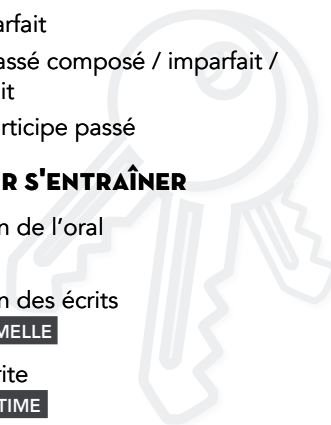 arfait
assé composé / imparfait /
it
rticipe passé
R S'ENTRAÎNER
n de l'oral
n des écrits
MELLE
rite
TIME